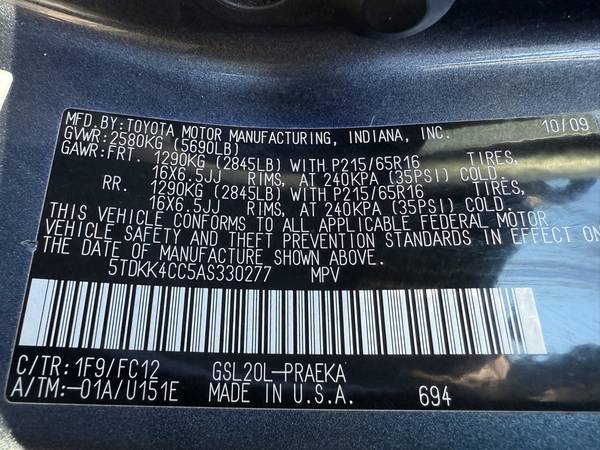 MFD.BY:TOYOTA MOTOR MANUFACTURING, INDIANA, INC. 10/09
GVWR:2580KG (5690LB)
GAWR:FRT. 1290KG (2845LB) WITH P215/65R16 TIRES,
16X6.5JJ RIMS, AT 240KPA (35PSI) COLD.
RR. 1290KG (2845LB) WITH P215/65R16 TIRES,
16X6.5JJ RIMS, AT 240KPA (35PSI) COLD.
THIS VEHICLE CONFORMS TO ALL APPLICABLE FEDERAL MOTOR
VEHICLE SAFETY AND THEFT PREVENTION STANDARDS IN EFFECT ON
THE DATE OF MANUFACTURE SHOWN ABOVE.
5TDKK4CC5AS330277 MPV
C/TR:1F9/FC12 GSL20L-PRAEKA
A/TM:-01A/U151E MADE IN U.S.A. 694